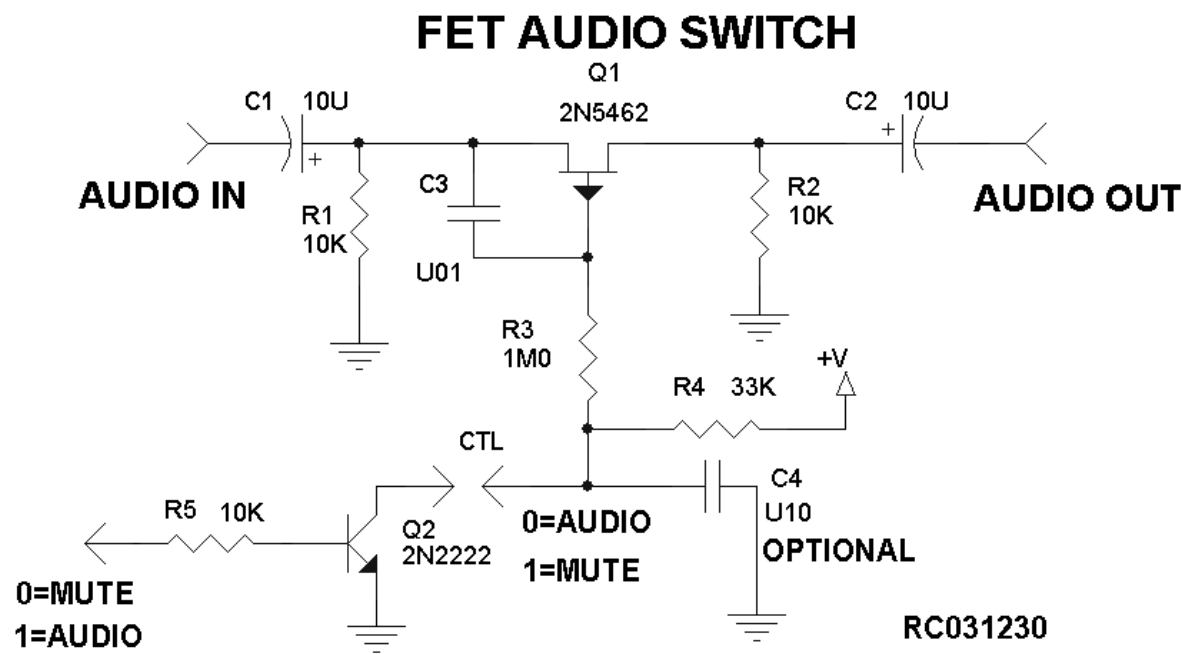 FET AUDIO SWITCH
Q1
2N5462
C1 10U
+
C2 10U
+
AUDIO IN
AUDIO OUT
R1
10K
C3
U01
R2
10K
R3
1M0
R4 33K
+V
CTL
R5 10K
Q2
2N2222
0=AUDIO
1=MUTE
C4
U10
OPTIONAL
0=MUTE
1=AUDIO
RC031230